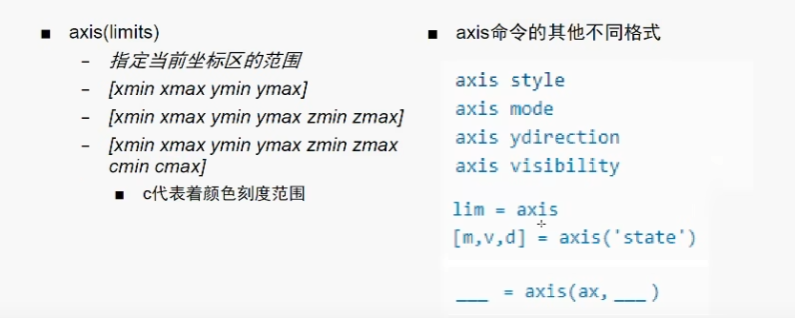 ■ axis(limits)
– 指定当前坐标区的范围
– [xmin xmax ymin ymax]
– [xmin xmax ymin ymax zmin zmax]
– [xmin xmax ymin ymax zmin zmax
cmin cmax]
■ c代表着颜色刻度范围
■ axis命令的其他不同格式
axis style
axis mode
axis ydirection
axis visibility
lim = axis
[m,v,d] = axis('state')
___ = axis(ax, ___ )